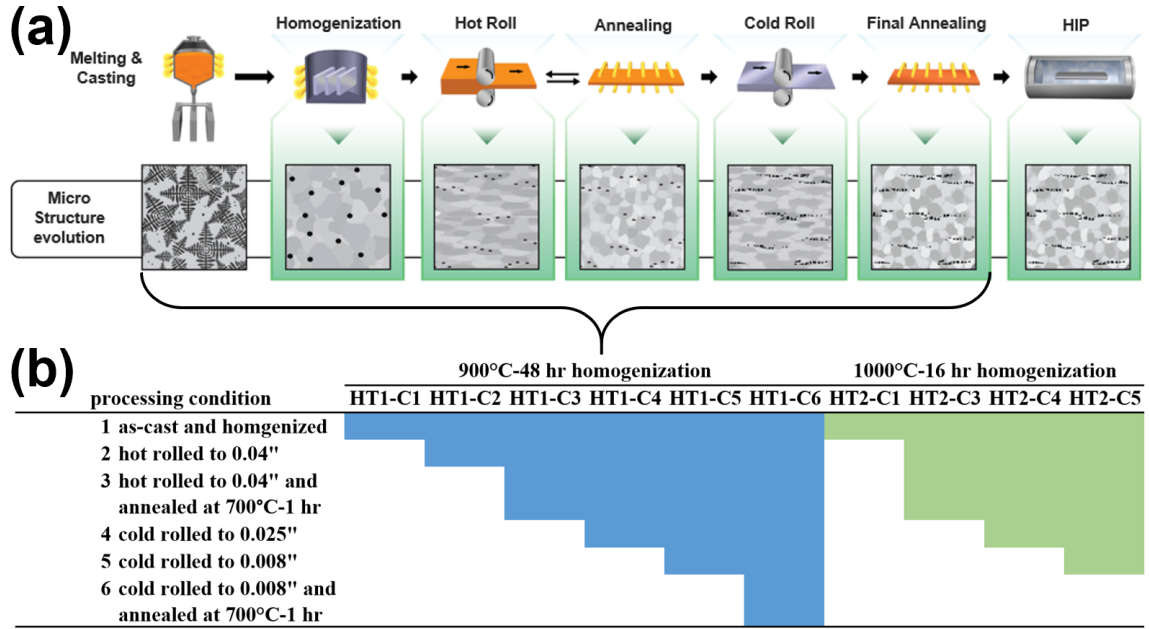 (a)
Melting &
Casting
Homogenization
Hot Roll
Annealing
Cold Roll
Final Annealing
HIP
Micro
Structure
evolution
(b)
900°C-48 hr homogenization
1000°C-16 hr homogenization
processing condition
HT1-C1 HT1-C2 HT1-C3 HT1-C4 HT1-C5 HT1-C6 HT2-C1 HT2-C3 HT2-C4 HT2-C5
1 as-cast and homgenized
2 hot rolled to 0.04"
3 hot rolled to 0.04" and
annealed at 700°C-1 hr
4 cold rolled to 0.025"
5 cold rolled to 0.008"
6 cold rolled to 0.008" and
annealed at 700°C-1 hr